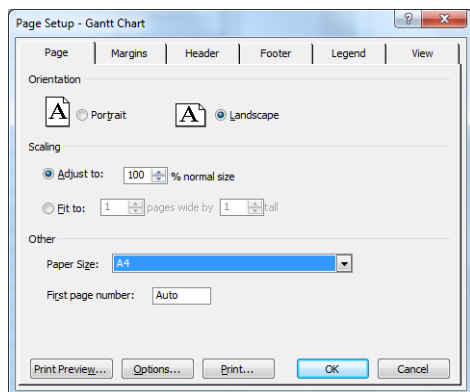 Page Setup - Gantt Chart
Page Margins Header Footer Legend View
Orientation
A Portrait A Landscape
Scaling
Adjust to: 100 % normal size
Fit to: 1 pages wide by 1 tall
Other
Paper Size: A4
First page number: Auto
Print Preview... Options... Print... OK Cancel